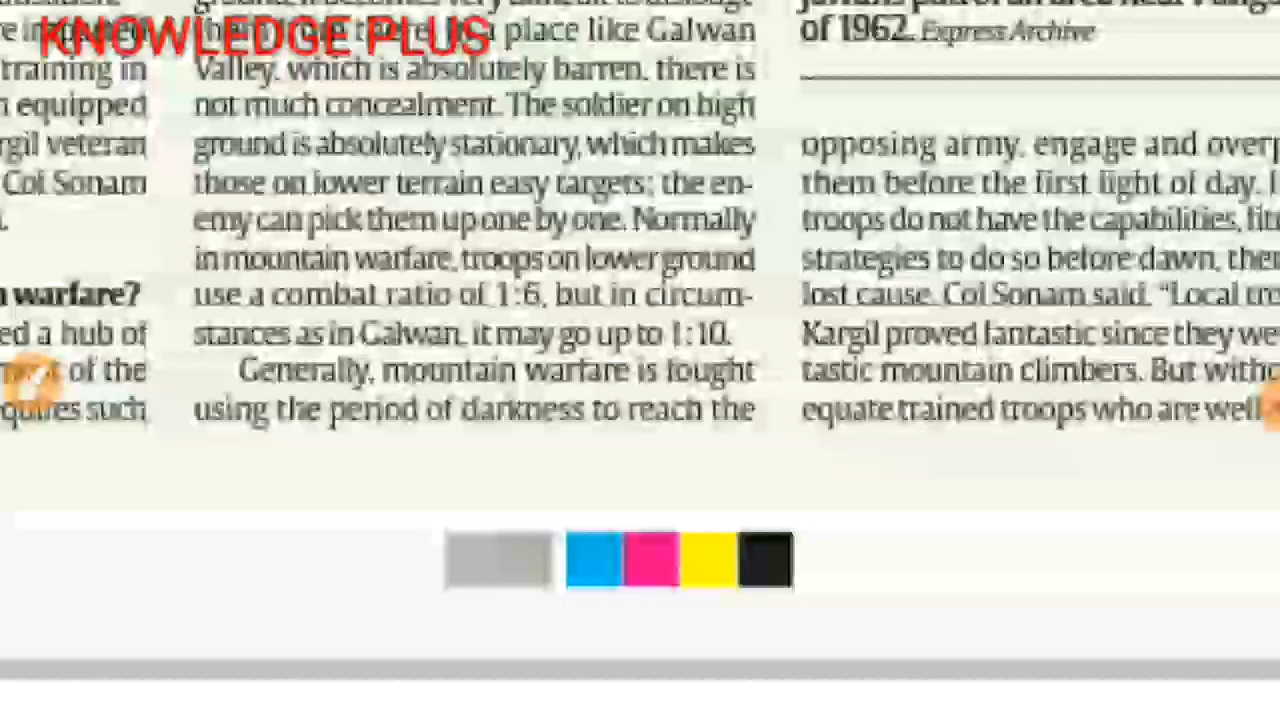 KNOWLEDGE PLUS
training in
equipped
veteran
Col Sonam
warfare?
ed a hub of
of the
such
a place like Galwan
Valley, which is absolutely barren, there is
not much concealment. The soldier on high
ground is absolutely stationary, which makes
those on lower terrain easy targets; the en-
emy can pick them up one by one. Normally
in mountain warfare, troops on lower ground
use a combat ratio of 1:6, but in circum-
stances as in Galwan, it may go up to 1:10.
Generally, mountain warfare is fought
using the period of darkness to reach the
of 1962. Express Archive
opposing army, engage and
them before the first light of day.
troops do not have the capabilities,
strategies to do so before dawn,
lost cause. Col Sonam said. "Local
Kargil proved fantastic since they
tastic mountain climbers. But
equate trained troops who are well